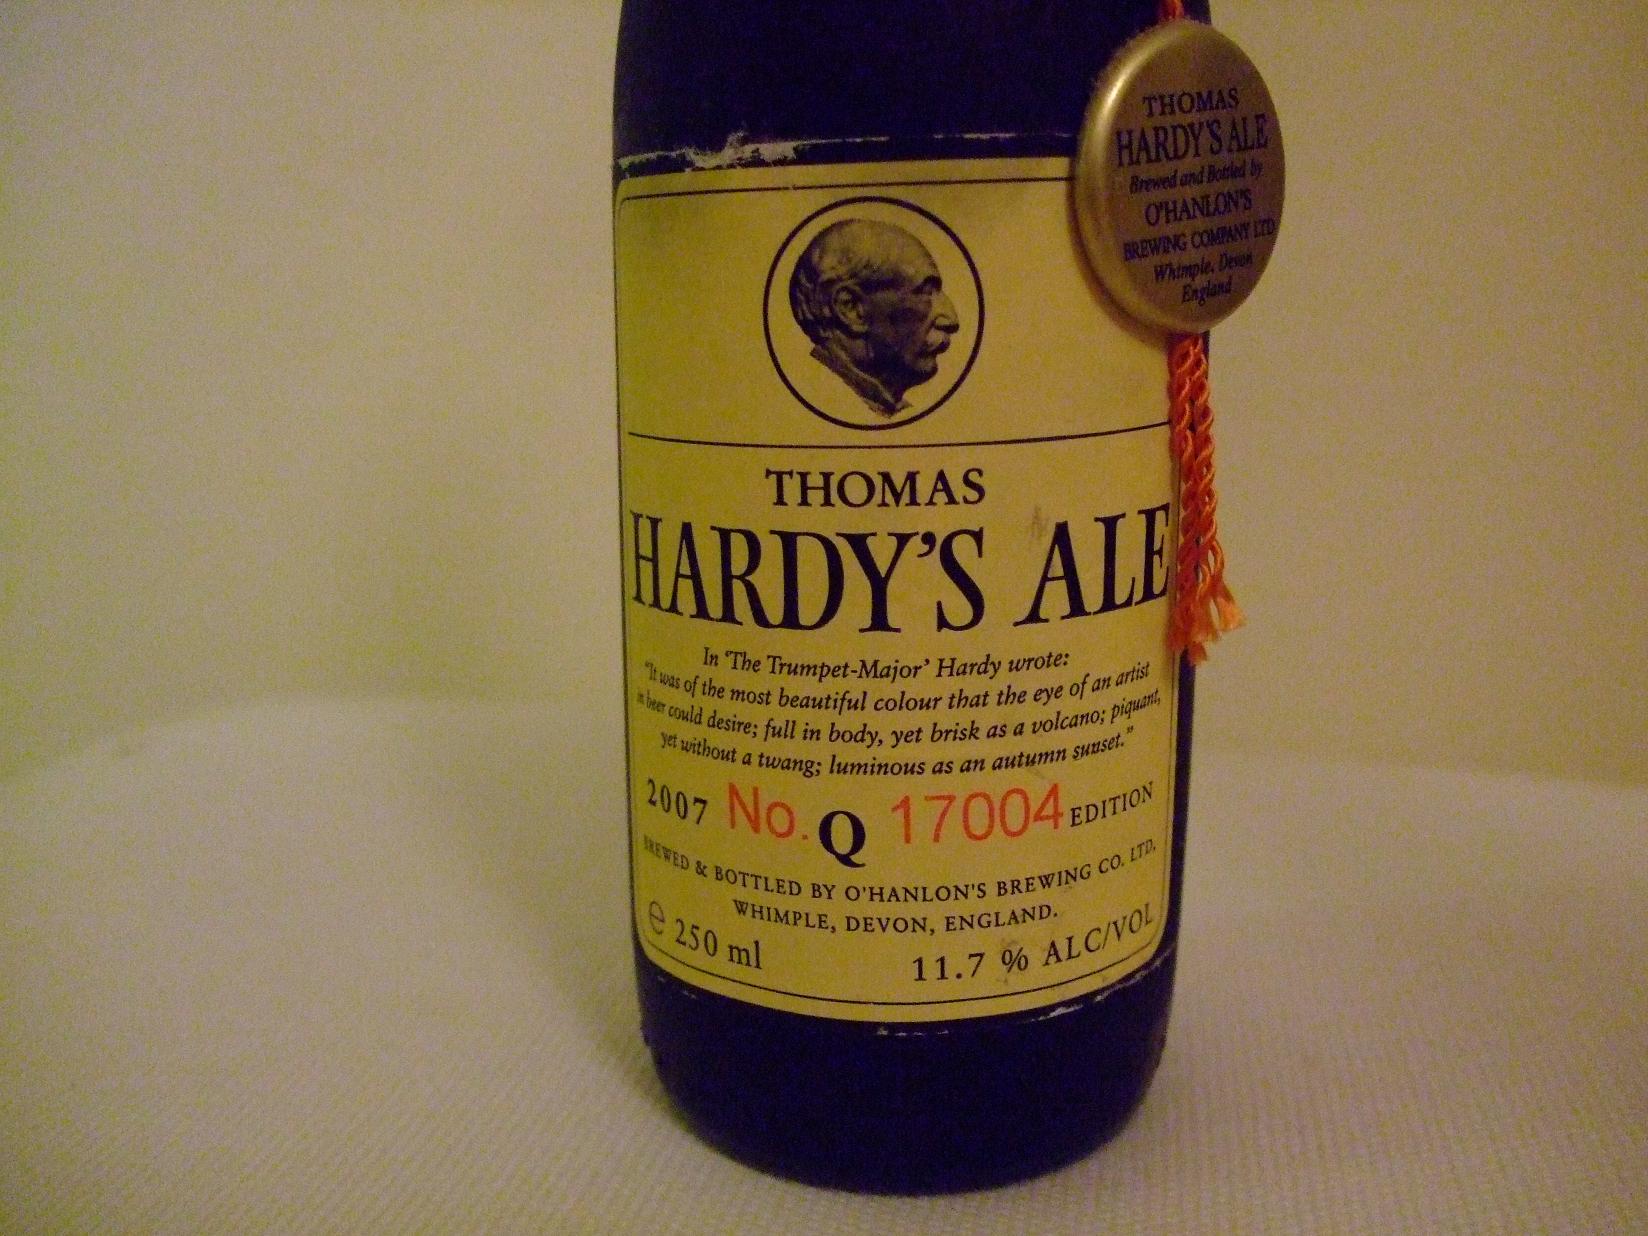 THOMAS
HARDY'S ALE
Brewed and Bottled by
O'HANLON'S
BREWING COMPANY LTD
Whimple, Devon
England
THOMAS
HARDY'S ALE
In 'The Trumpet-Major' Hardy wrote:
"It was of the most beautiful colour that the eye of an artist
in beer could desire; full in body, yet brisk as a volcano; piquant,
yet without a twang; luminous as an autumn sunset."
2007 No. Q 17004 EDITION
BREWED & BOTTLED BY O'HANLON'S BREWING CO. LTD.
WHIMPLE, DEVON, ENGLAND.
℮ 250 ml 11.7 % ALC/VOL